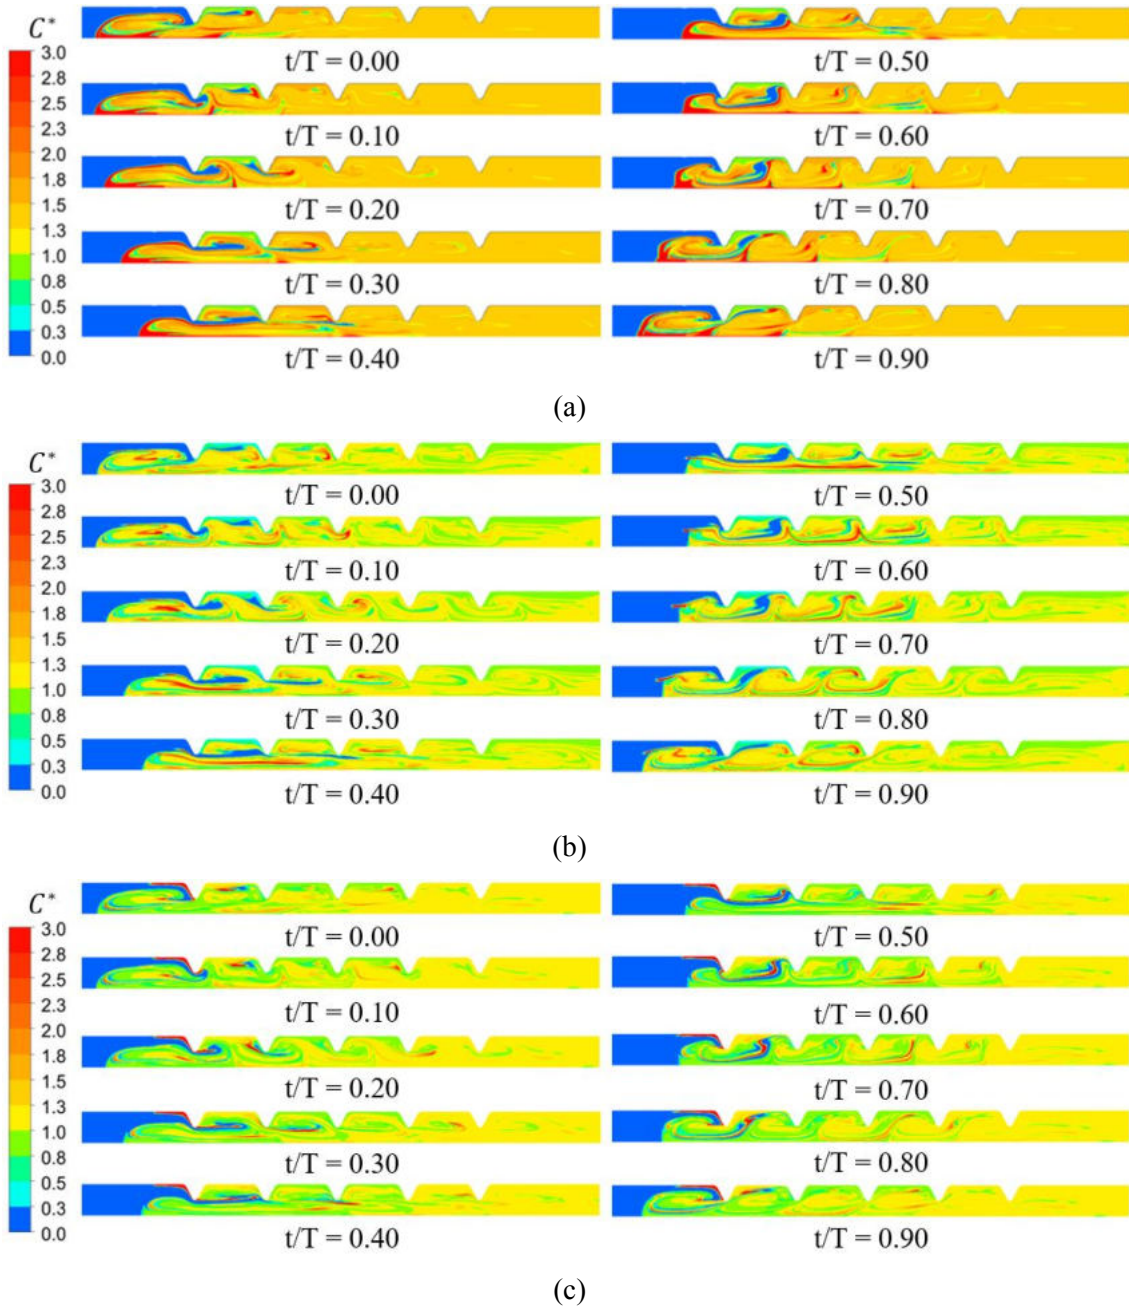 C*
3.0
2.8
2.5
2.3
2.0
1.8
1.5
1.3
1.0
0.8
0.5
0.3
0.0
t/T = 0.00
t/T = 0.10
t/T = 0.20
t/T = 0.30
t/T = 0.40
t/T = 0.50
t/T = 0.60
t/T = 0.70
t/T = 0.80
t/T = 0.90
(a)
C*
3.0
2.8
2.5
2.3
2.0
1.8
1.5
1.3
1.0
0.8
0.5
0.3
0.0
t/T = 0.00
t/T = 0.10
t/T = 0.20
t/T = 0.30
t/T = 0.40
t/T = 0.50
t/T = 0.60
t/T = 0.70
t/T = 0.80
t/T = 0.90
(b)
C*
3.0
2.8
2.5
2.3
2.0
1.8
1.5
1.3
1.0
0.8
0.5
0.3
0.0
t/T = 0.00
t/T = 0.10
t/T = 0.20
t/T = 0.30
t/T = 0.40
t/T = 0.50
t/T = 0.60
t/T = 0.70
t/T = 0.80
t/T = 0.90
(c)